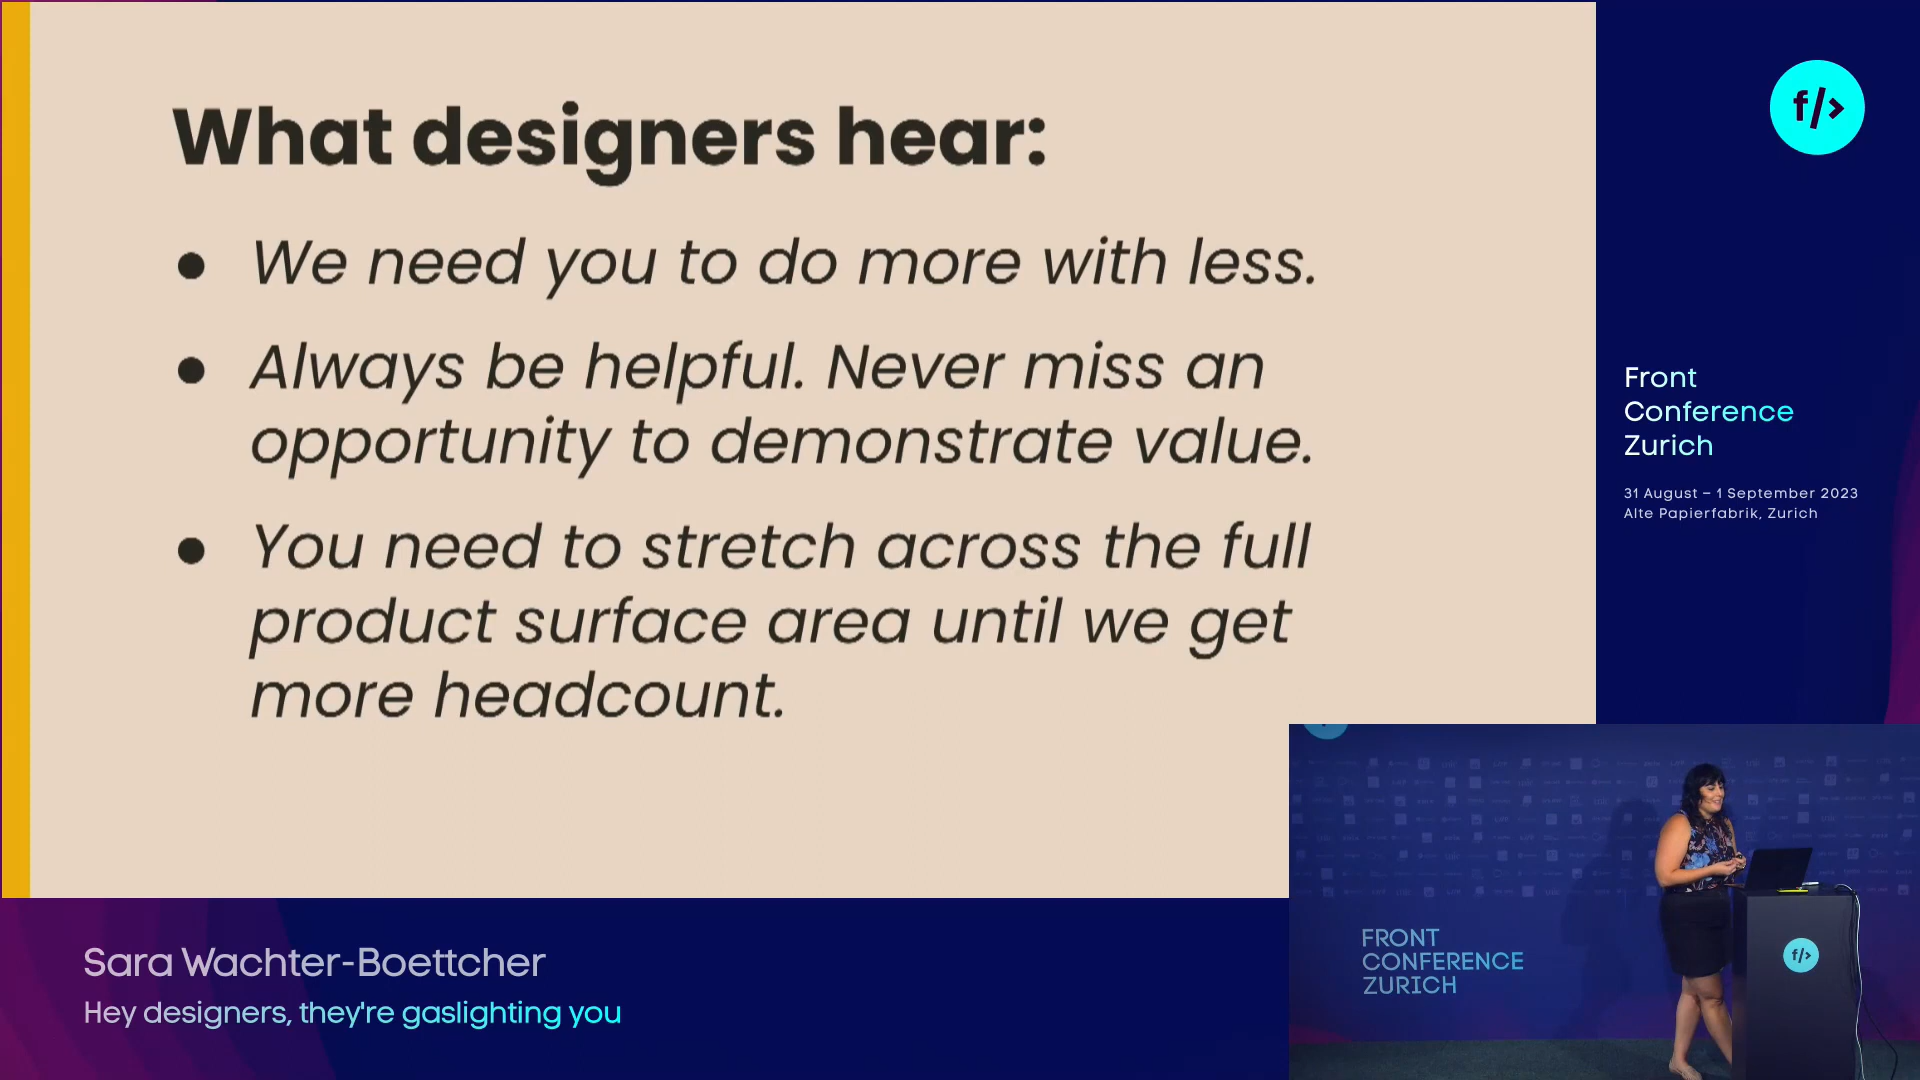 What designers hear:
● We need you to do more with less.
● Always be helpful. Never miss an
opportunity to demonstrate value.
● You need to stretch across the full
product surface area until we get
more headcount.
f/>
Front
Conference
Zurich
31 August – 1 September 2023
Alte Papierfabrik, Zurich
Sara Wachter-Boettcher
Hey designers, they're gaslighting you
FRONT
CONFERENCE
ZURICH
f/>